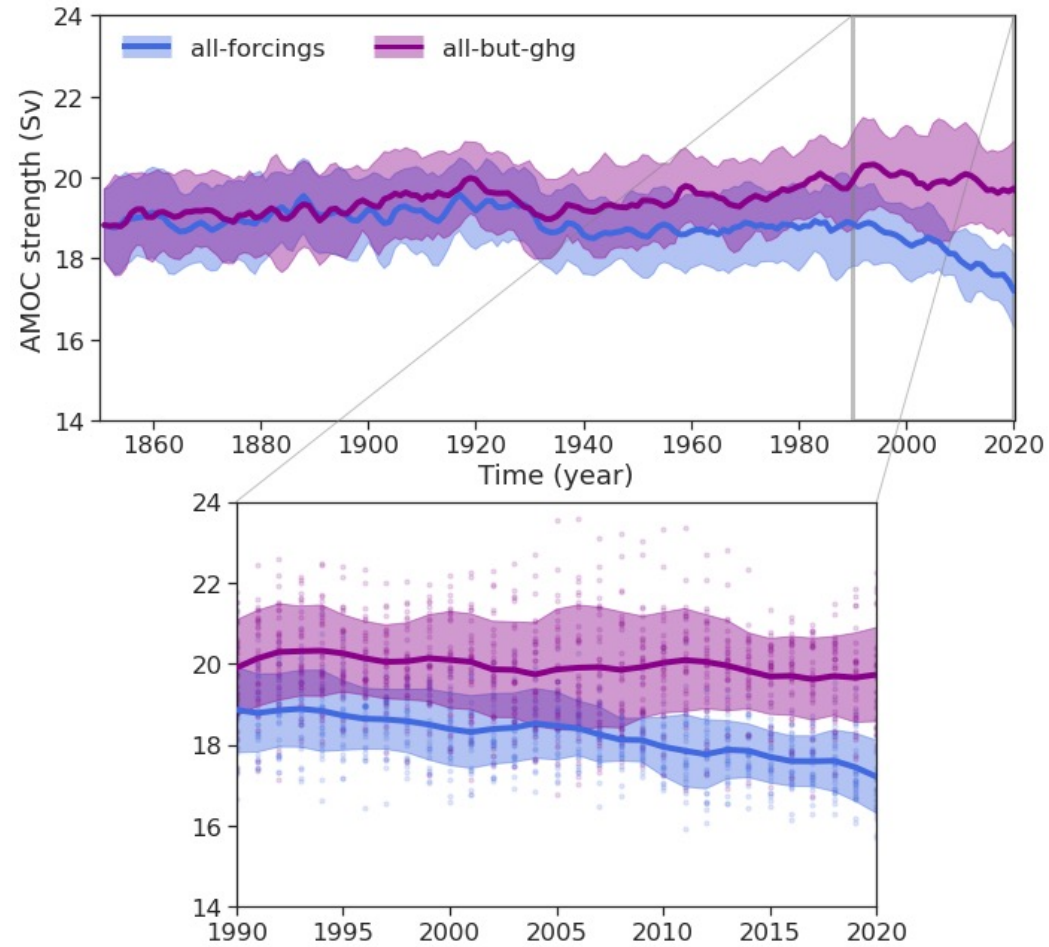 24
all-forcings all-but-ghg
22
20
18
16
14
AMOC strength (Sv)
1860 1880 1900 1920 1940 1960 1980 2000 2020
Time (year)
24
22
20
18
16
14
1990 1995 2000 2005 2010 2015 2020